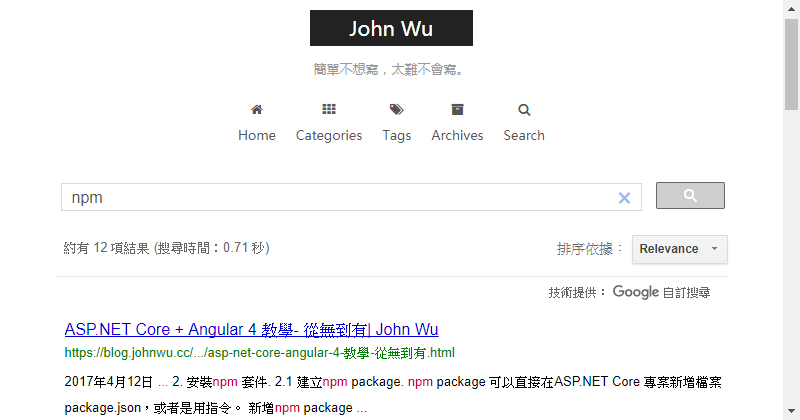 John Wu
簡單不想寫，太難不會寫。
Home Categories Tags Archives Search
npm
約有 12 項結果 (搜尋時間：0.71 秒)
排序依據： Relevance
技術提供： Google 自訂搜尋
ASP.NET Core + Angular 4 教學- 從無到有| John Wu
https://blog.johnwu.cc/.../asp-net-core-angular-4-教學-從無到有.html
2017年4月12日 ... 2. 安裝npm 套件. 2.1 建立npm package. npm package 可以直接在ASP.NET Core 專案新增檔案
package.json，或者是用指令。 新增npm package ...